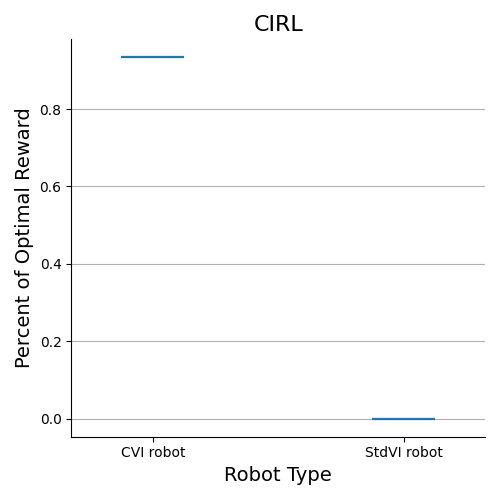 CIRL
Percent of Optimal Reward
0.8
0.6
0.4
0.2
0.0
CVI robot
StdVI robot
Robot Type